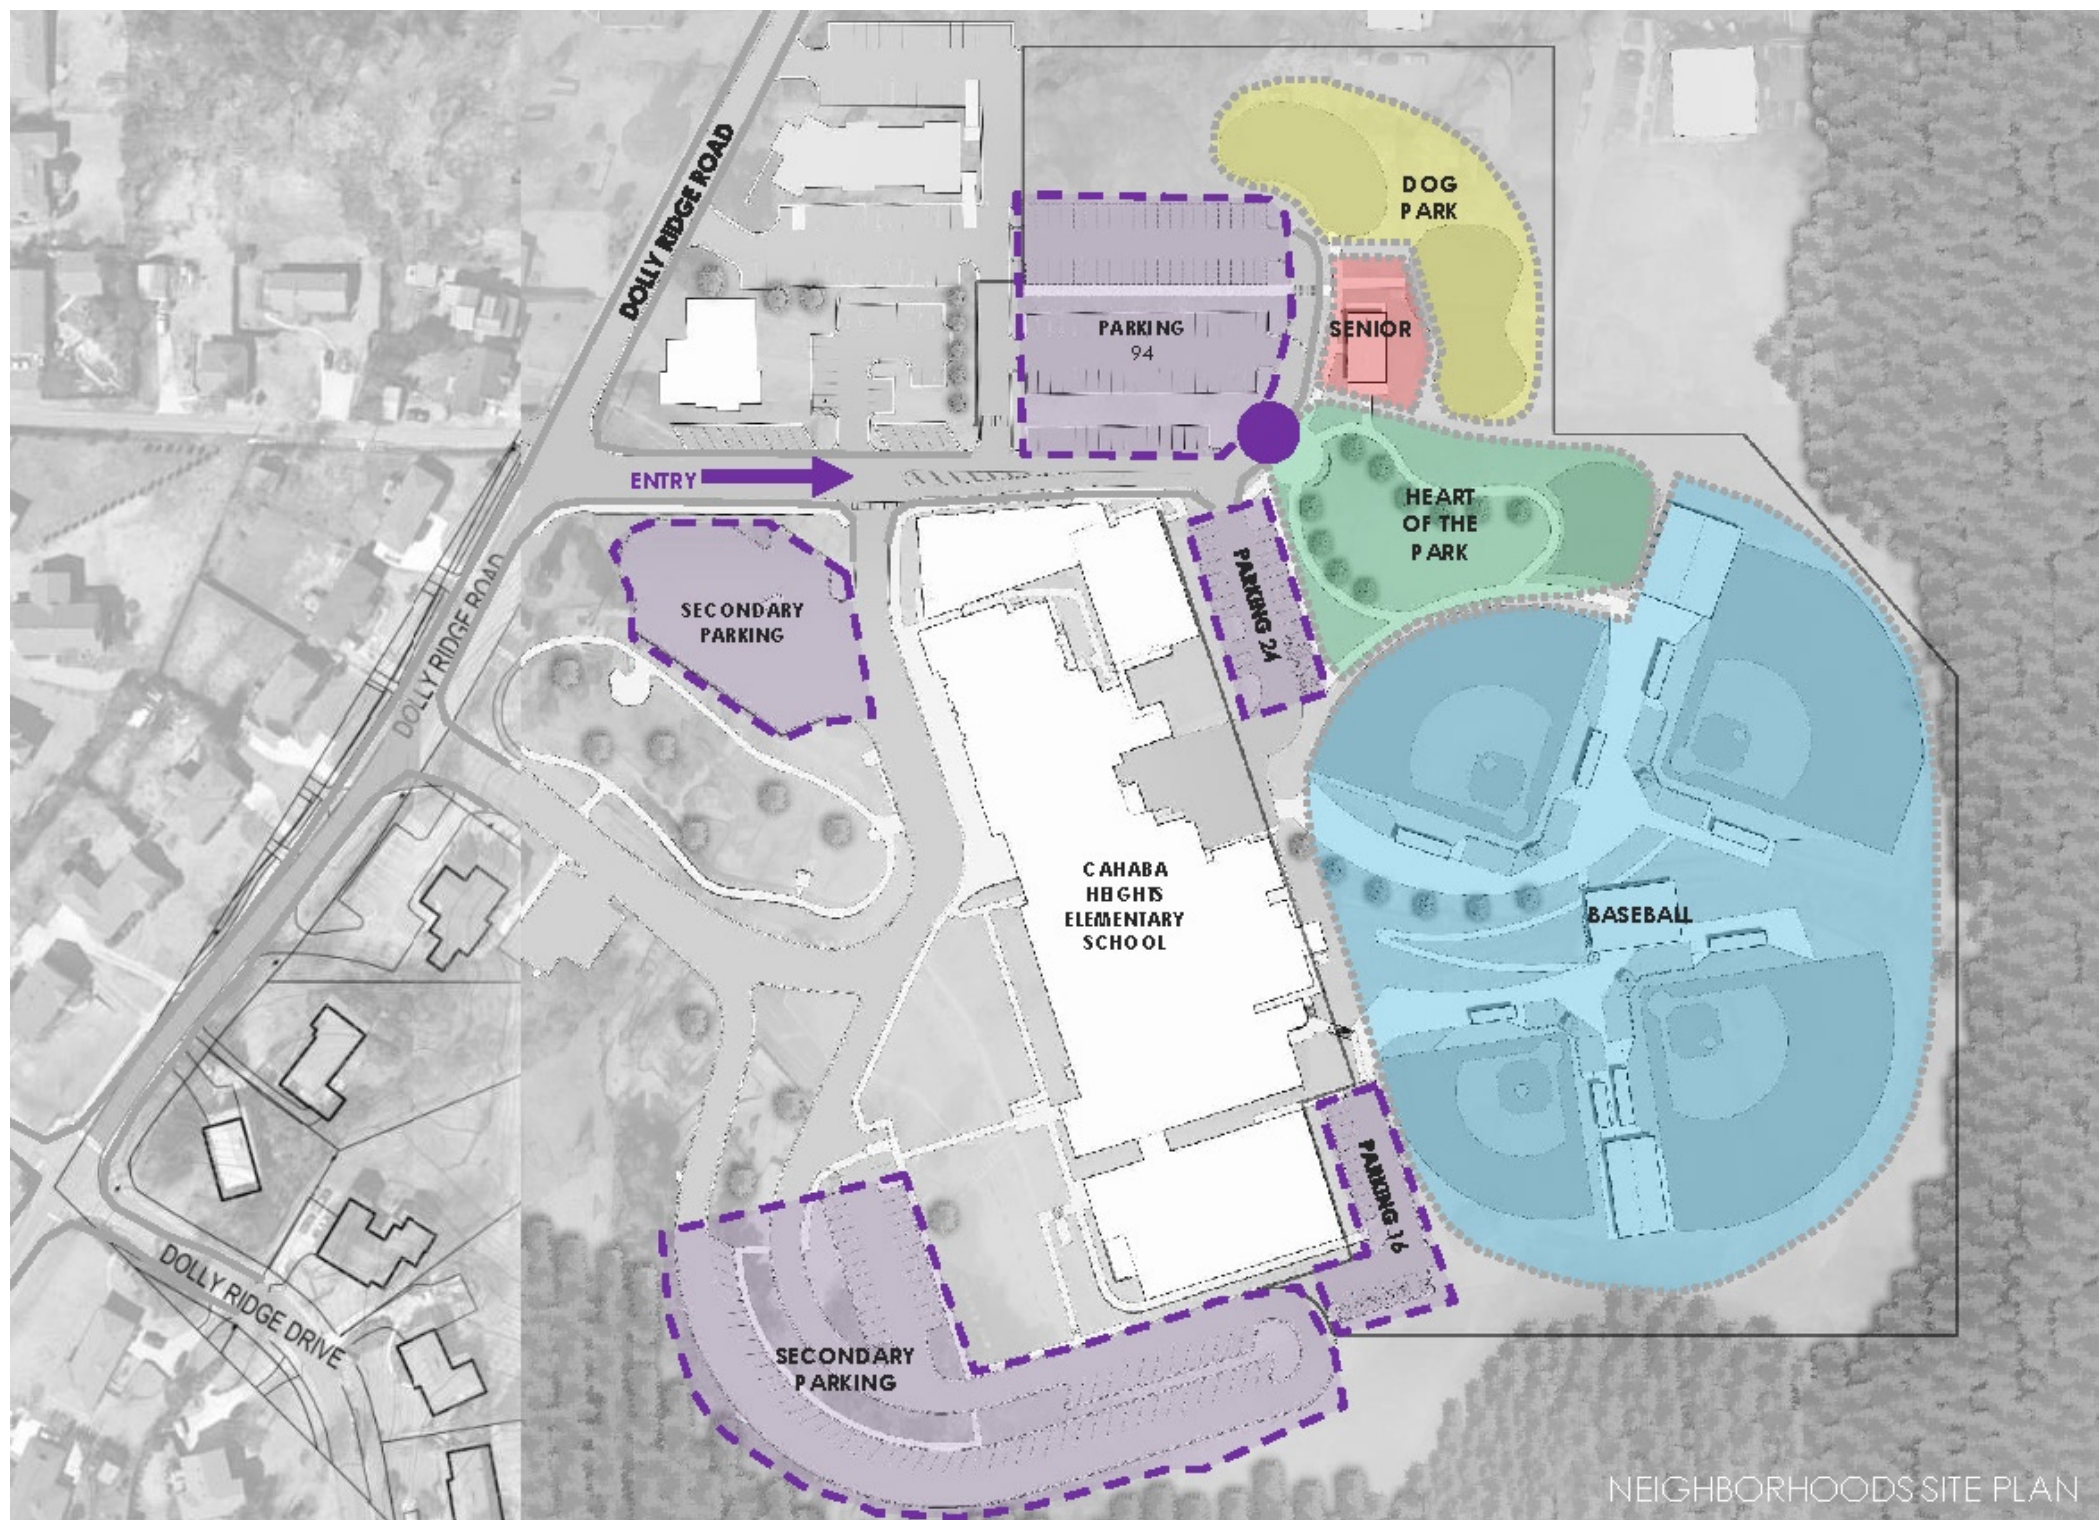 DOLLY RIDGE ROAD
DOG
PARK
PARKING
94
SENIOR
ENTRY
HEART
OF THE
PARK
PARKING 24
SECONDARY
PARKING
DOLLY RIDGE ROAD
CAHABA
HEIGHTS
ELEMENTARY
SCHOOL
BASEBALL
PARKING 16
DOLLY RIDGE DRIVE
SECONDARY
PARKING
NEIGHBORHOODS SITE PLAN